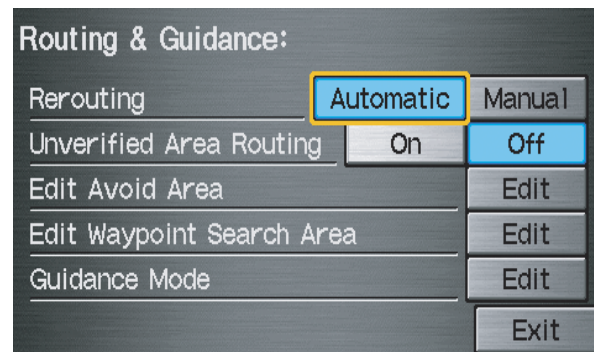 Routing & Guidance:
Rerouting Automatic Manual
Unverified Area Routing On Off
Edit Avoid Area Edit
Edit Waypoint Search Area Edit
Guidance Mode Edit
Exit